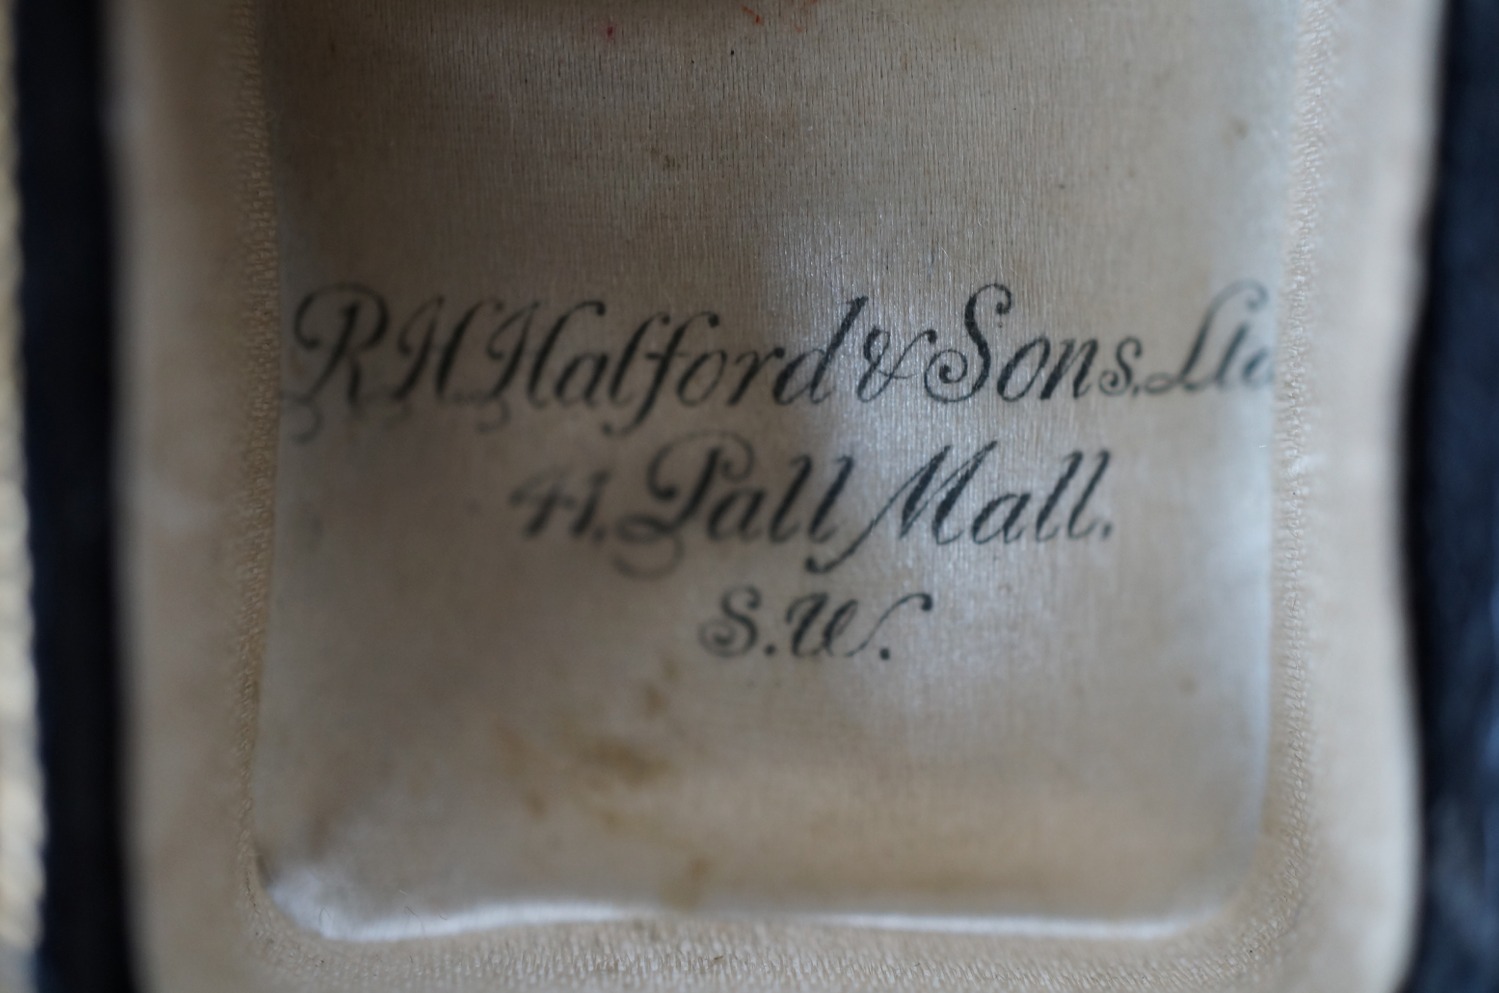 R H Halford & Sons, Ltd
41, Pall Mall.
S.W.